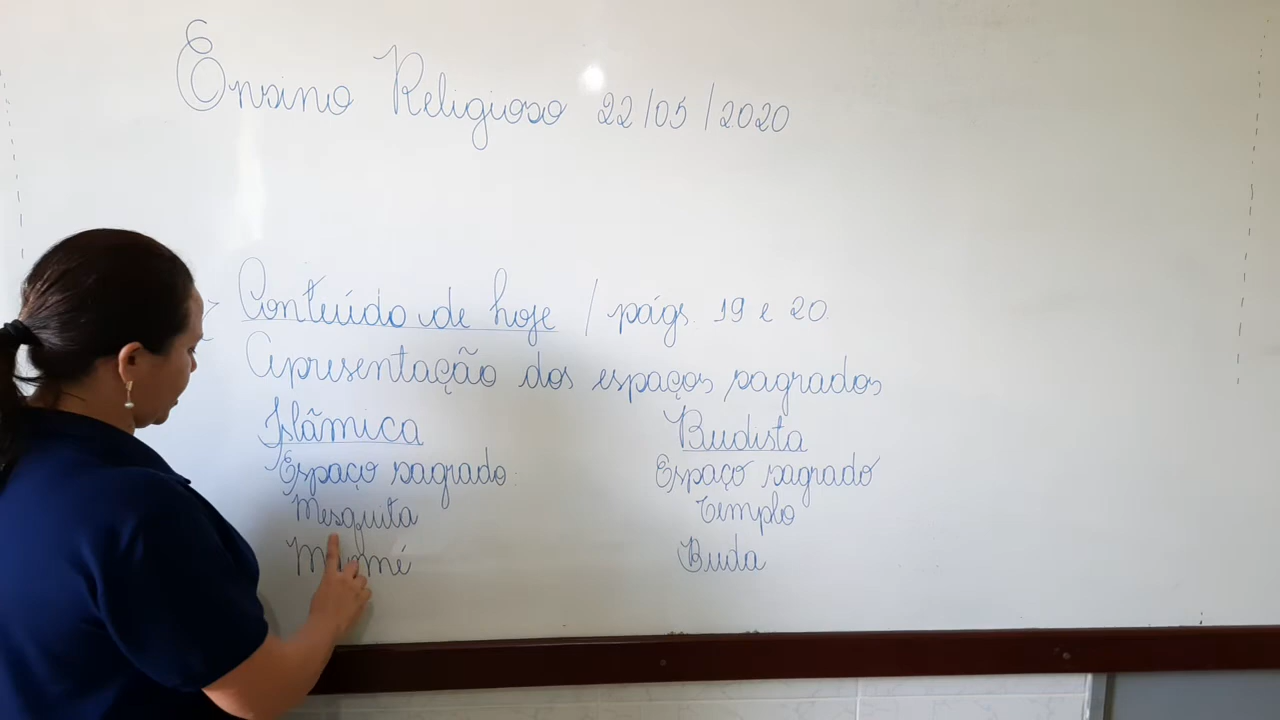 Ensino Religioso 22/05/2020
Conteúdo de hoje / págs. 19 e 20.
Apresentação dos espaços sagrados
Islâmica
Espaço sagrado:
Mesquita
Budista
Espaço sagrado
Templo
Buda